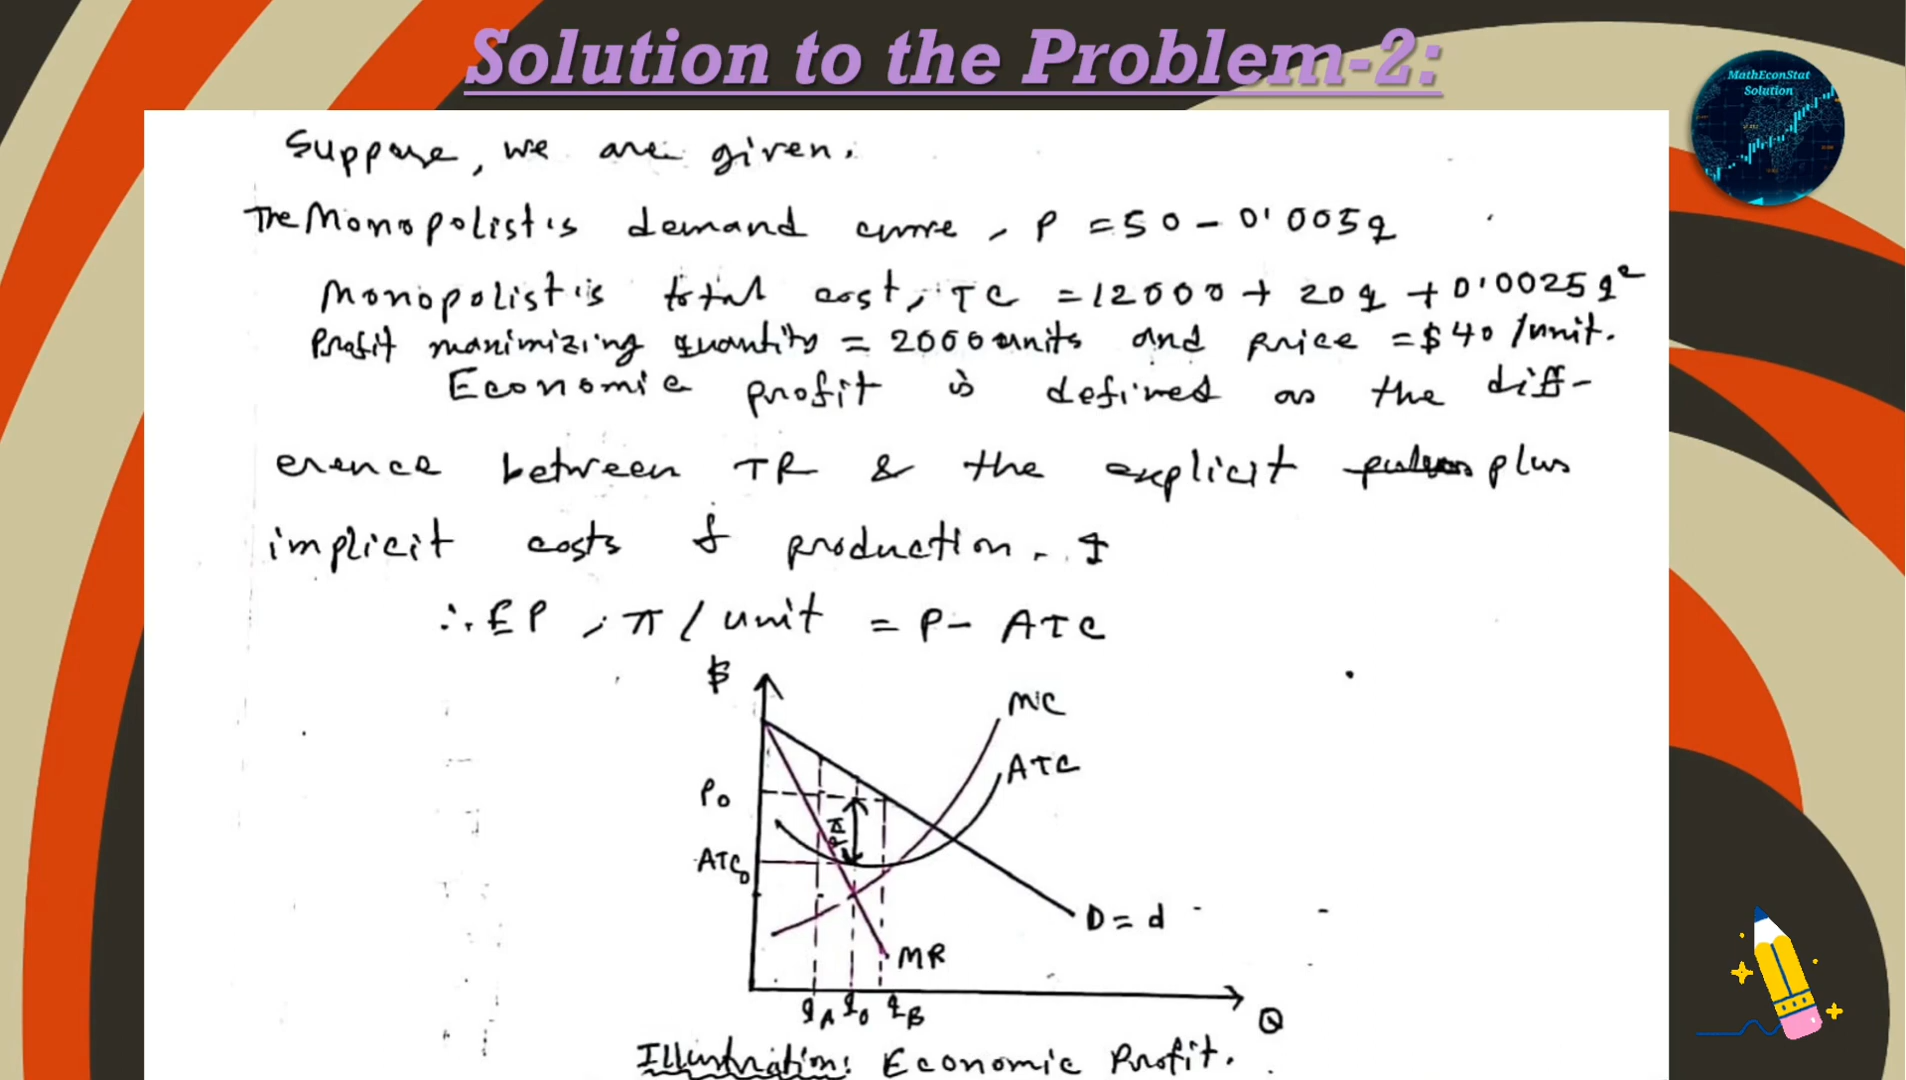 Solution to the Problem-2:
MathEconStat
Solution
Suppose, we are given.
The Monopolist's demand curve, P = 50 - 0.005q
Monopolist's total cost, TC = 12000 + 20q + 0.0025q²
Profit maximizing quantity = 2000 units and price = $40/unit.
Economic profit is defined as the diff-
erence between TR & the explicit plus
implicit costs of production.
∴ EP, π/unit = P - ATC
$
MC
ATC
P₀
π
ATC₀
D = d
MR
qA q₀ qB
Q
Illustration: Economic Profit.